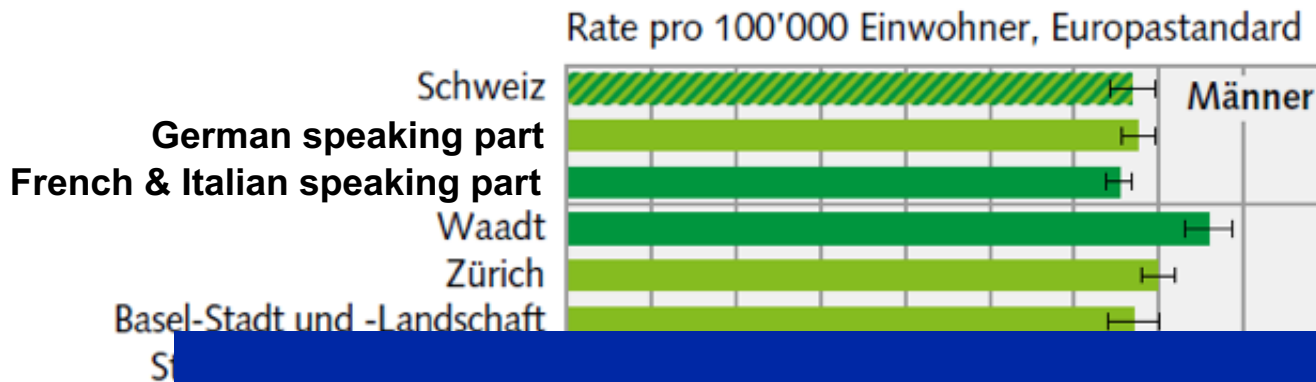 Rate pro 100'000 Einwohner, Europastandard
Schweiz
Männer
German speaking part
French & Italian speaking part
Waadt
Zürich
Basel-Stadt und -Landschaft